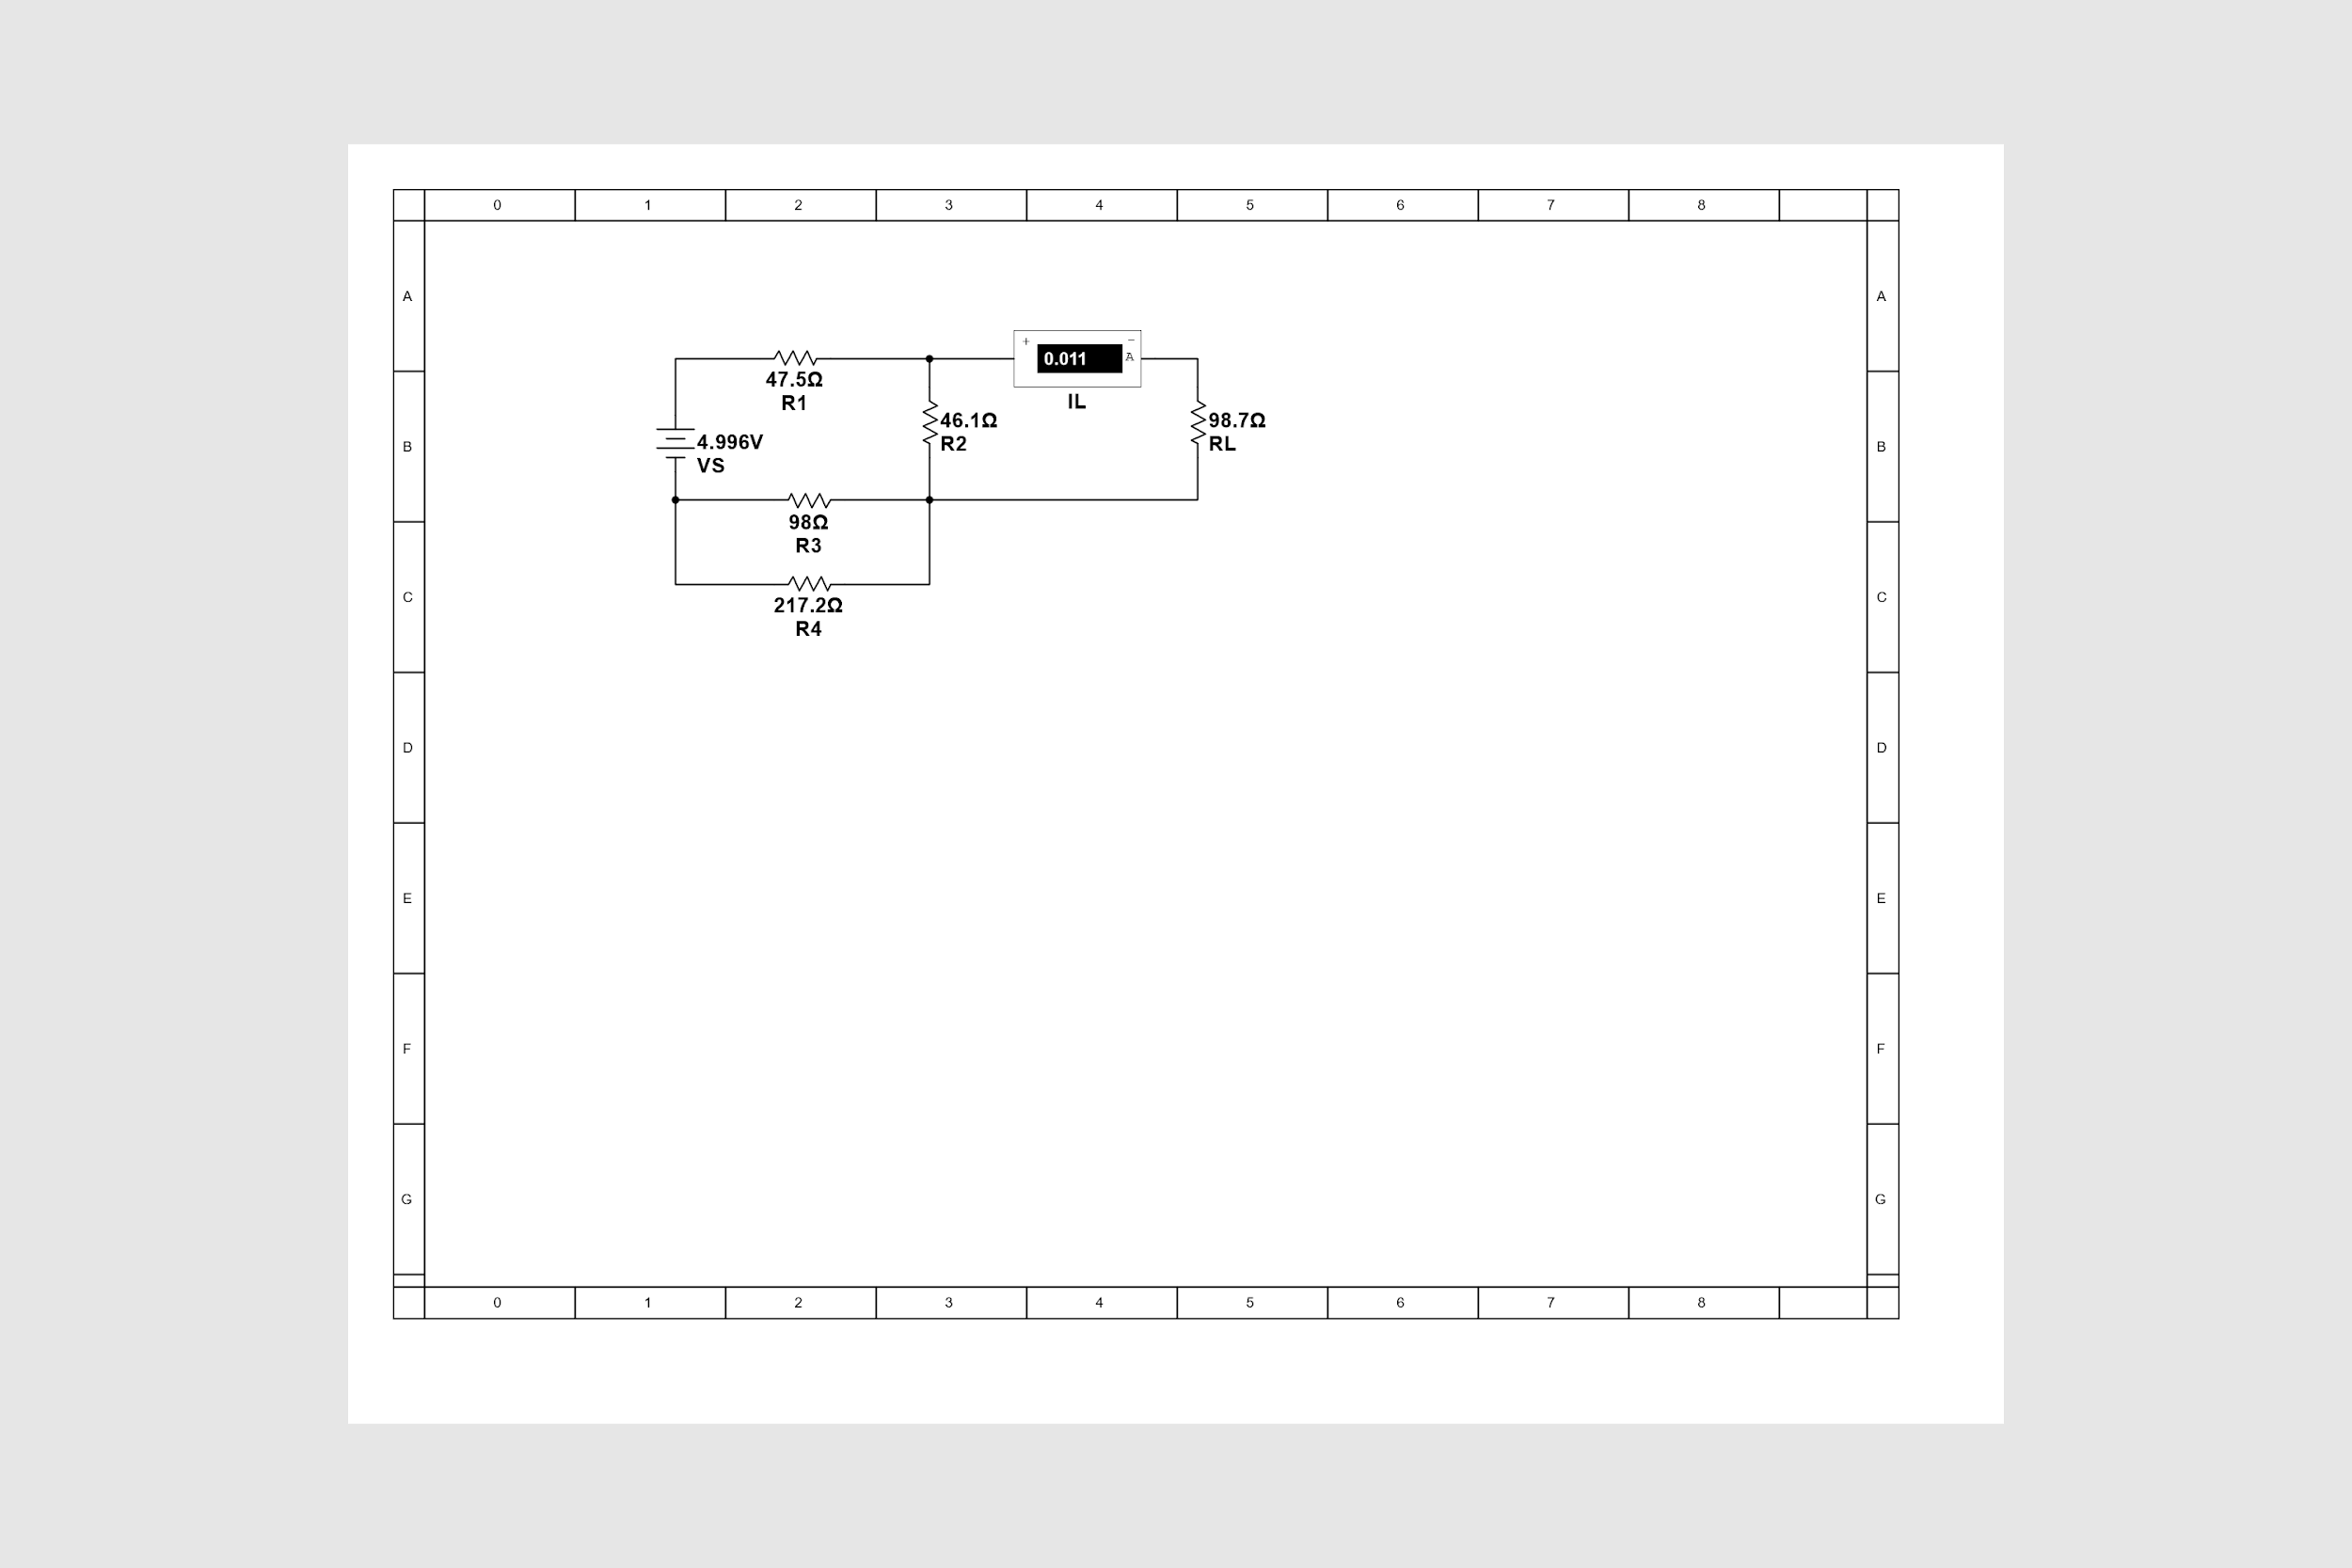 0 1 2 3 4 5 6 7 8
A A
+ −
0.011 A
47.5Ω
R1
IL
B B
46.1Ω
R2
98.7Ω
RL
4.996V
VS
98Ω
R3
C C
217.2Ω
R4
D D
E E
F F
G G
0 1 2 3 4 5 6 7 8